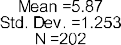 Mean =5.87
Std. Dev. =1.253
N =202